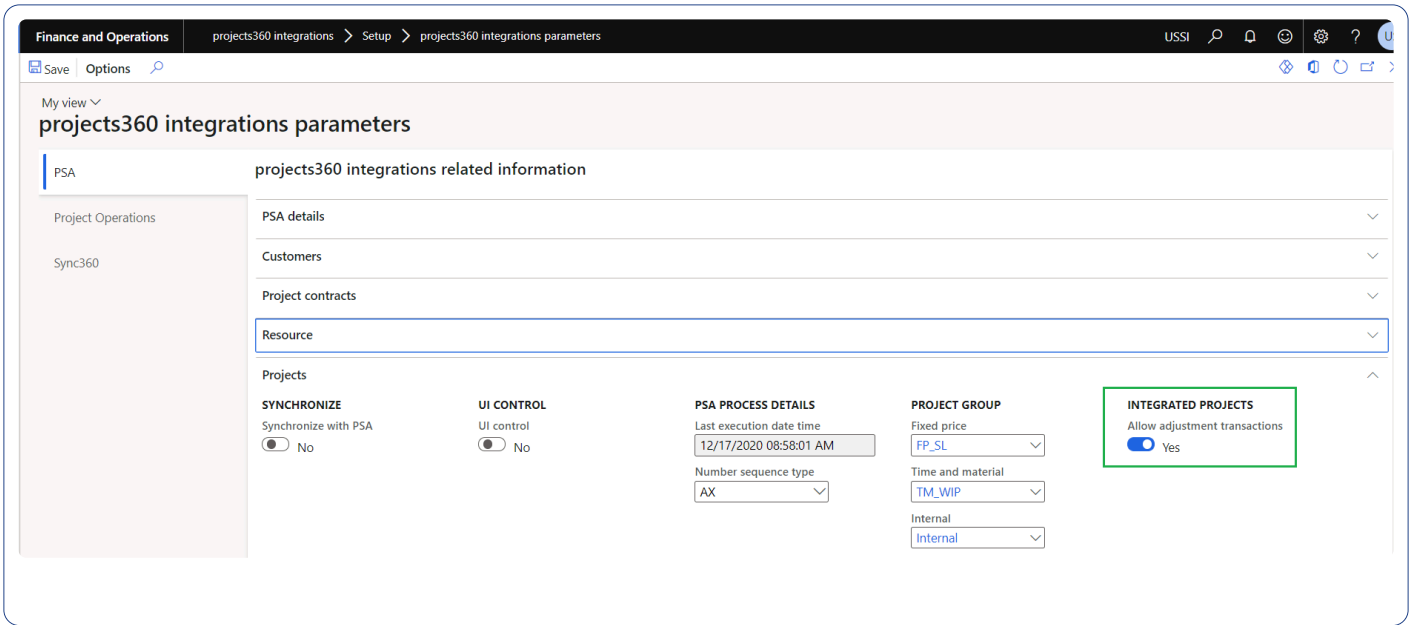 Finance and Operations
projects360 integrations > Setup > projects360 integrations parameters
USSI
?
U
Save Options
My view
projects360 integrations parameters
PSA
Project Operations
Sync360
projects360 integrations related information
PSA details
Customers
Project contracts
Resource
Projects
SYNCHRONIZE
Synchronize with PSA
No
UI CONTROL
UI control
No
PSA PROCESS DETAILS
Last execution date time
12/17/2020 08:58:01 AM
Number sequence type
AX
PROJECT GROUP
Fixed price
FP_SL
Time and material
TM_WIP
Internal
Internal
INTEGRATED PROJECTS
Allow adjustment transactions
Yes